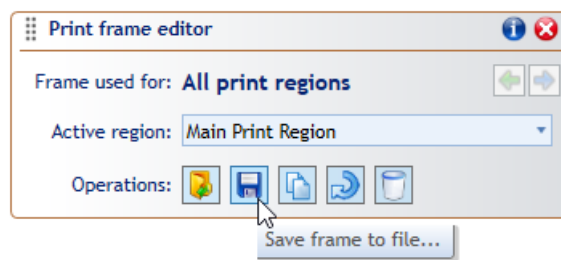 Print frame editor
Frame used for: All print regions
Active region: Main Print Region
Operations:
Save frame to file...